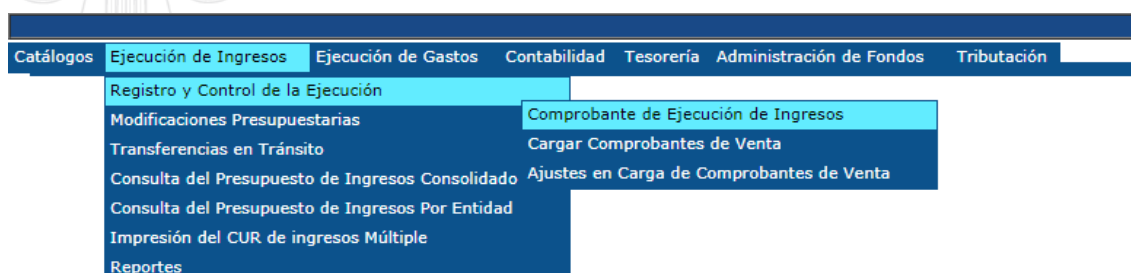 Catálogos Ejecución de Ingresos Ejecución de Gastos Contabilidad Tesorería Administración de Fondos Tributación
Registro y Control de la Ejecución
Modificaciones Presupuestarias
Transferencias en Tránsito
Consulta del Presupuesto de Ingresos Consolidado
Consulta del Presupuesto de Ingresos Por Entidad
Impresión del CUR de ingresos Múltiple
Reportes
Comprobante de Ejecución de Ingresos
Cargar Comprobantes de Venta
Ajustes en Carga de Comprobantes de Venta